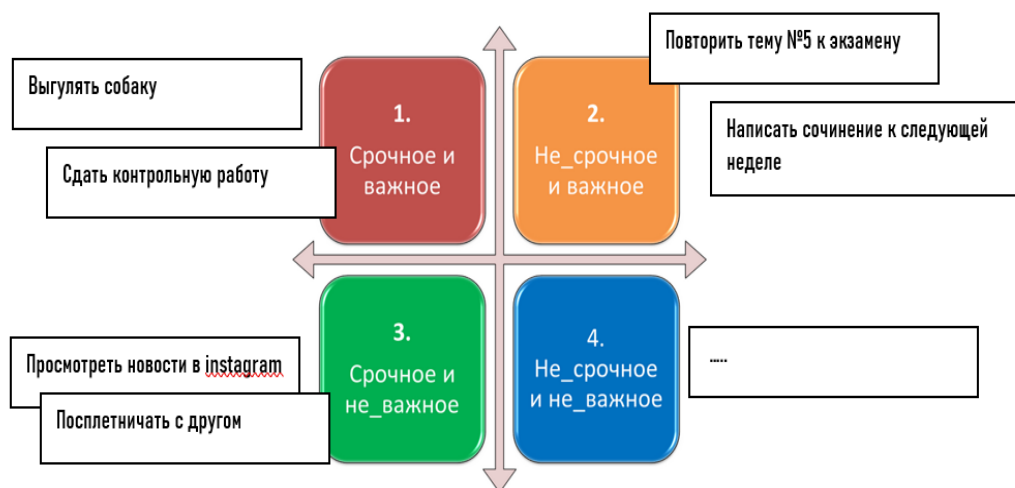 Повторить тему №5 к экзамену
Выгулять собаку
1.
Срочное и
важное
2.
Не_срочное
и важное
Написать сочинение к следующей
неделе
Сдать контрольную работу
3.
Срочное и
не_важное
4.
Не_срочное
и не_важное
Просмотреть новости в instagram
Посплетничать с другом
.....